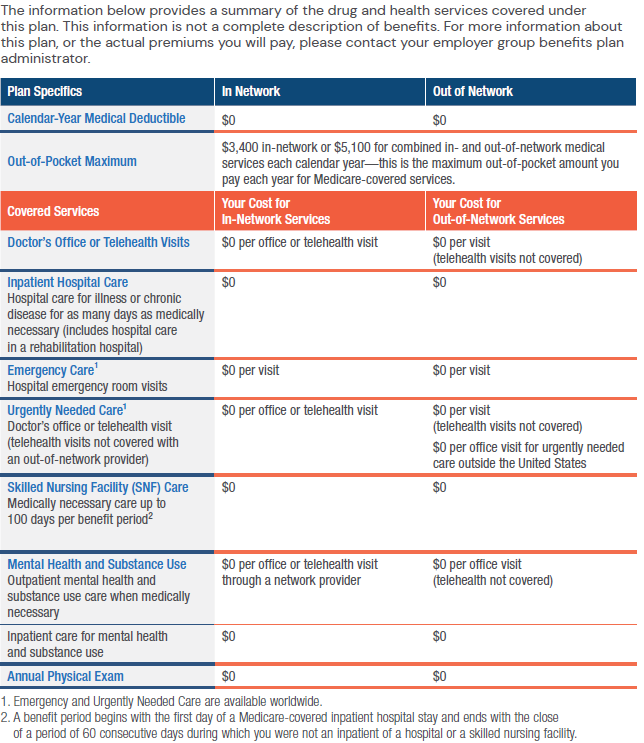 The information below provides a summary of the drug and health services covered under
this plan. This information is not a complete description of benefits. For more information about
this plan, or the actual premiums you will pay, please contact your employer group benefits plan
administrator.
Plan Specifics In Network Out of Network
Calendar-Year Medical Deductible $0 $0
Out-of-Pocket Maximum
$3,400 in-network or $5,100 for combined in- and out-of-network medical
services each calendar year—this is the maximum out-of-pocket amount you
pay each year for Medicare-covered services.
Covered Services
Your Cost for
In-Network Services
Your Cost for
Out-of-Network Services
Doctor's Office or Telehealth Visits
$0 per office or telehealth visit
$0 per visit
(telehealth visits not covered)
Inpatient Hospital Care
Hospital care for illness or chronic
disease for as many days as medically
necessary (includes hospital care
in a rehabilitation hospital)
$0
$0
Emergency Care¹
Hospital emergency room visits
$0 per visit
$0 per visit
Urgently Needed Care¹
Doctor's office or telehealth visit
(telehealth visits not covered with
an out-of-network provider)
$0 per office or telehealth visit
$0 per visit
(telehealth visits not covered)
$0 per office visit for urgently needed
care outside the United States
Skilled Nursing Facility (SNF) Care
Medically necessary care up to
100 days per benefit period²
$0
$0
Mental Health and Substance Use
Outpatient mental health and
substance use care when medically
necessary
$0 per office or telehealth visit
through a network provider
$0 per office visit
(telehealth not covered)
Inpatient care for mental health
and substance use
$0
$0
Annual Physical Exam $0 $0
1. Emergency and Urgently Needed Care are available worldwide.
2. A benefit period begins with the first day of a Medicare-covered inpatient hospital stay and ends with the close
of a period of 60 consecutive days during which you were not an inpatient of a hospital or a skilled nursing facility.